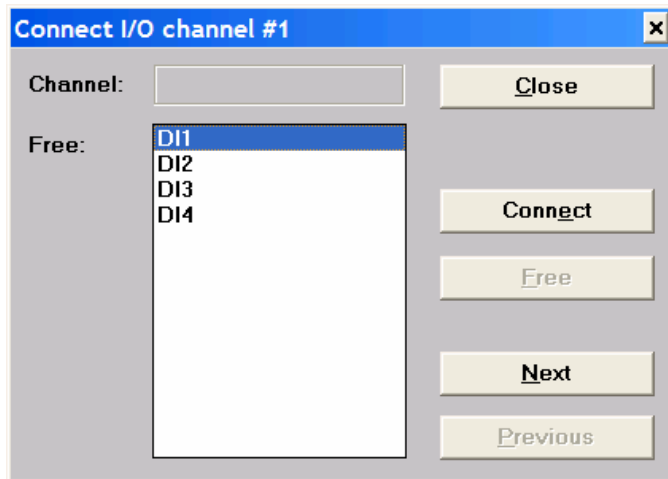 Connect I/O channel #1
Channel:
Close
Free:
DI1
DI2
DI3
DI4
Connect
Free
Next
Previous